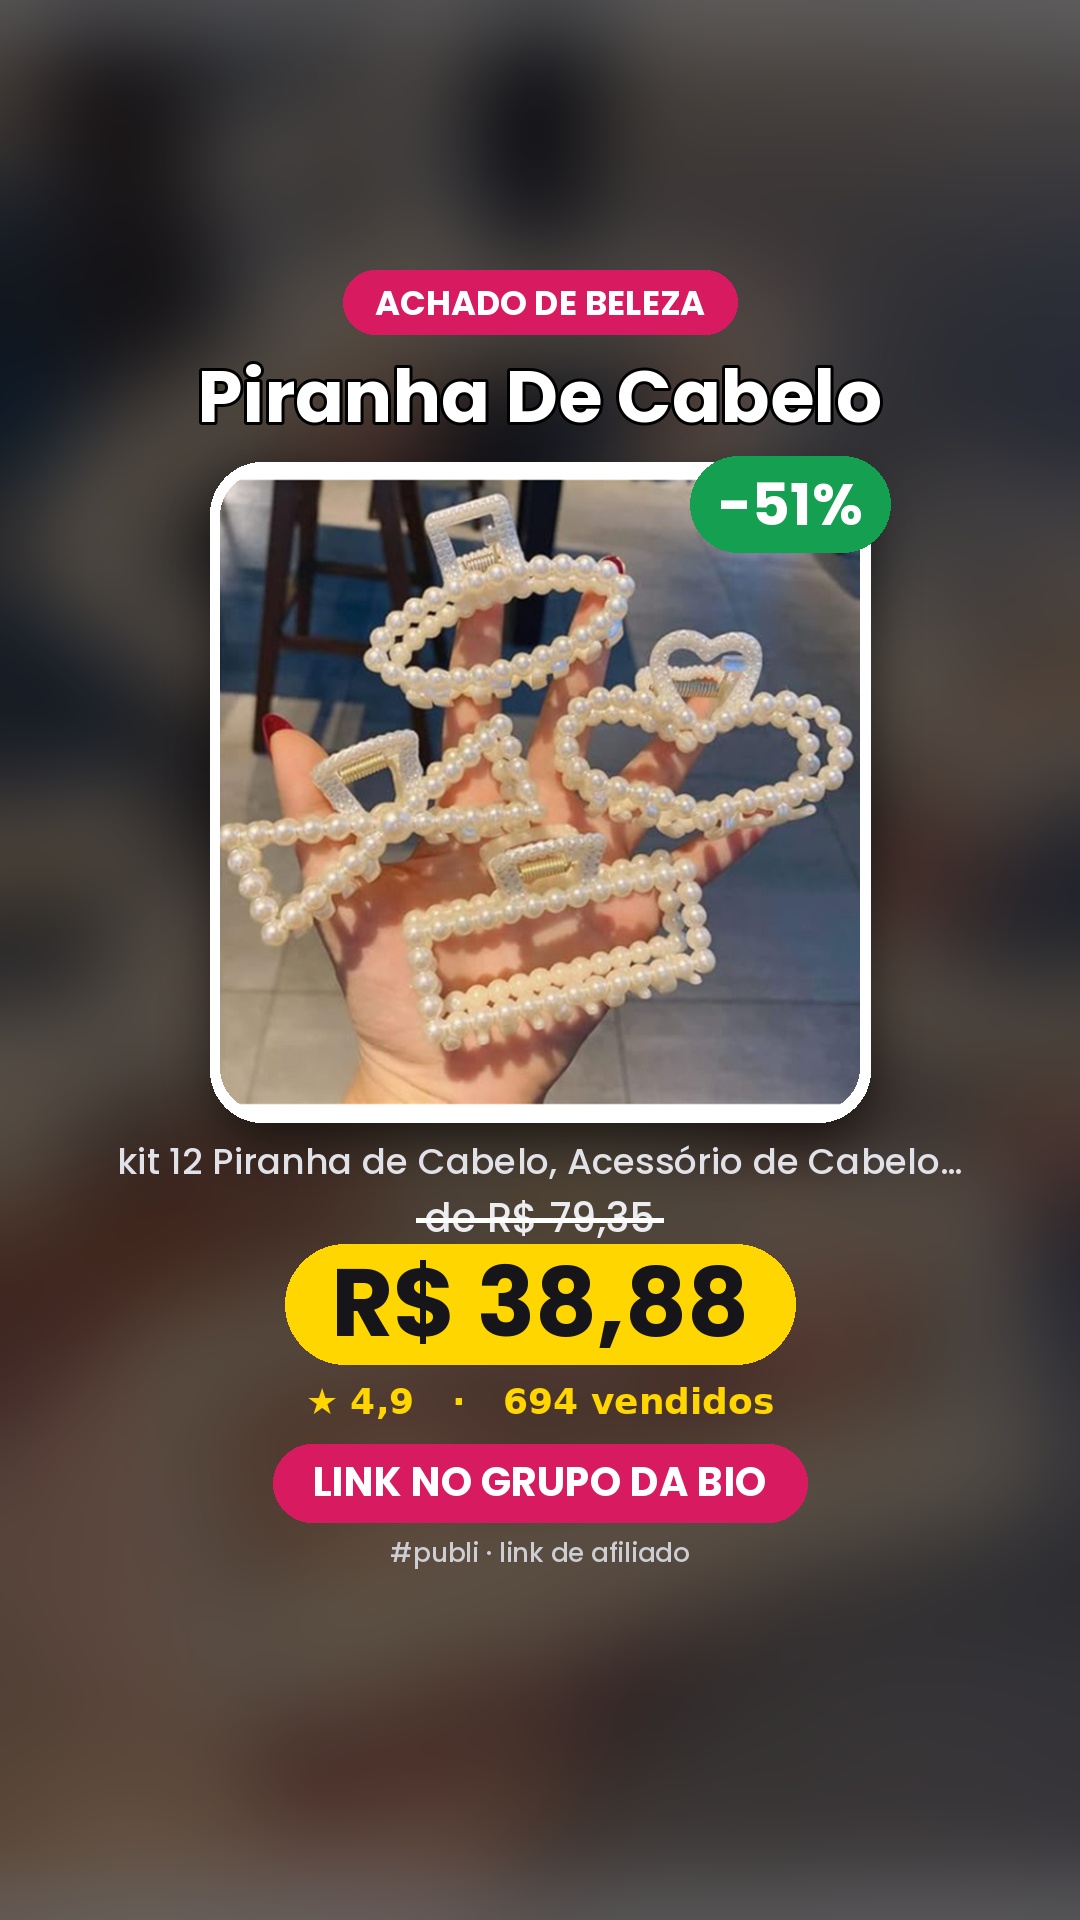 ACHADO DE BELEZA
Piranha De Cabelo
-51%
kit 12 Piranha de Cabelo, Acessório de Cabelo...
de R$ 79,35
R$ 38,88
★ 4,9 · 694 vendidos
LINK NO GRUPO DA BIO
#publi · link de afiliado